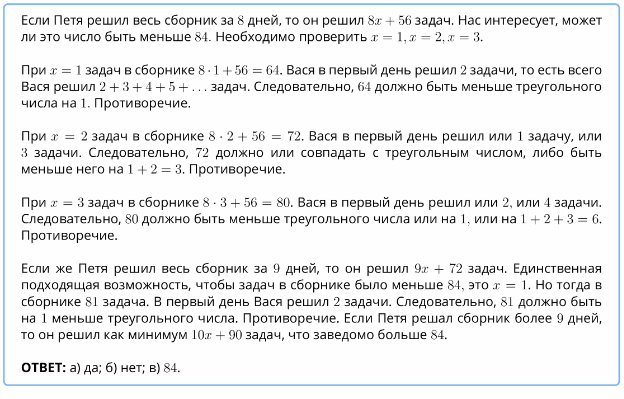 Если Петя решил весь сборник за 8 дней, то он решил 8x + 56 задач. Нас интересует, может
ли это число быть меньше 84. Необходимо проверить x = 1, x = 2, x = 3.
При x = 1 задач в сборнике 8 · 1 + 56 = 64. Вася в первый день решил 2 задачи, то есть всего
Вася решил 2 + 3 + 4 + 5 + . . . задач. Следовательно, 64 должно быть меньше треугольного
числа на 1. Противоречие.
При x = 2 задач в сборнике 8 · 2 + 56 = 72. Вася в первый день решил или 1 задачу, или
3 задачи. Следовательно, 72 должно или совпадать с треугольным числом, либо быть
меньше него на 1 + 2 = 3. Противоречие.
При x = 3 задач в сборнике 8 · 3 + 56 = 80. Вася в первый день решил или 2, или 4 задачи.
Следовательно, 80 должно быть меньше треугольного числа или на 1, или на 1 + 2 + 3 = 6.
Противоречие.
Если же Петя решил весь сборник за 9 дней, то он решил 9x + 72 задач. Единственная
подходящая возможность, чтобы задач в сборнике было меньше 84, это x = 1. Но тогда в
сборнике 81 задача. В первый день Вася решил 2 задачи. Следовательно, 81 должно быть
на 1 меньше треугольного числа. Противоречие. Если Петя решал сборник более 9 дней,
то он решил как минимум 10x + 90 задач, что заведомо больше 84.
ОТВЕТ: а) да; б) нет; в) 84.